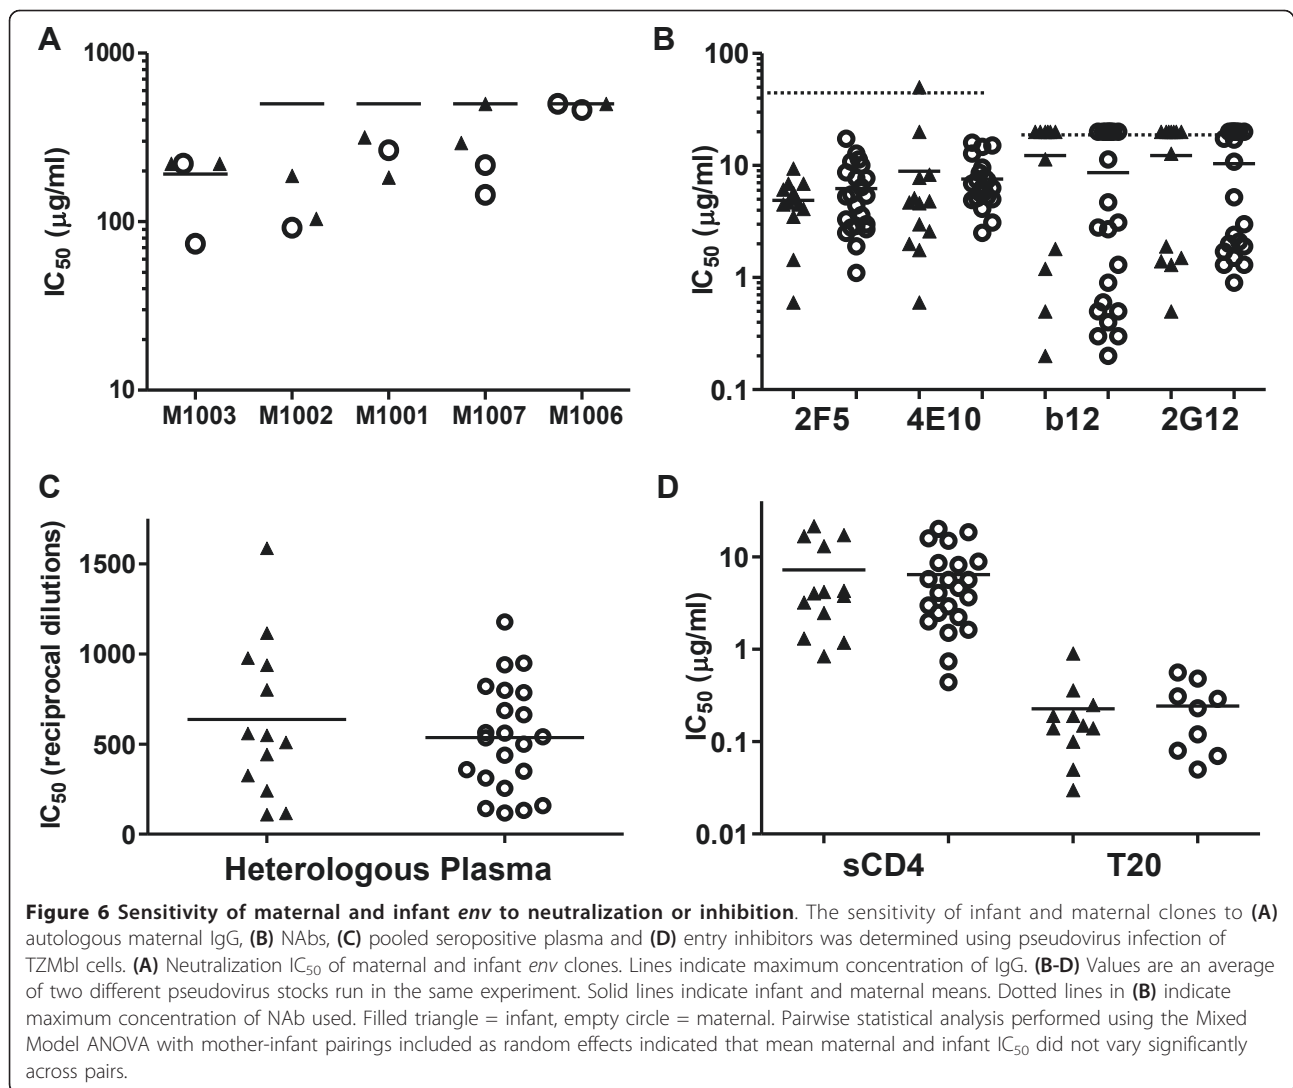 A
1000
100
10
IC50 (µg/ml)
M1003 M1002 M1001 M1007 M1006
B
100
10
1
0.1
IC50 (µg/ml)
2F5 4E10 b12 2G12
C
1500
1000
500
0
IC50 (reciprocal dilutions)
Heterologous Plasma
D
10
1
0.1
0.01
IC50 (µg/ml)
sCD4 T20
Figure 6 Sensitivity of maternal and infant env to neutralization or inhibition. The sensitivity of infant and maternal clones to (A)
autologous maternal IgG, (B) NAbs, (C) pooled seropositive plasma and (D) entry inhibitors was determined using pseudovirus infection of
TZMbl cells. (A) Neutralization IC50 of maternal and infant env clones. Lines indicate maximum concentration of IgG. (B-D) Values are an average
of two different pseudovirus stocks run in the same experiment. Solid lines indicate infant and maternal means. Dotted lines in (B) indicate
maximum concentration of NAb used. Filled triangle = infant, empty circle = maternal. Pairwise statistical analysis performed using the Mixed
Model ANOVA with mother-infant pairings included as random effects indicated that mean maternal and infant IC50 did not vary significantly
across pairs.